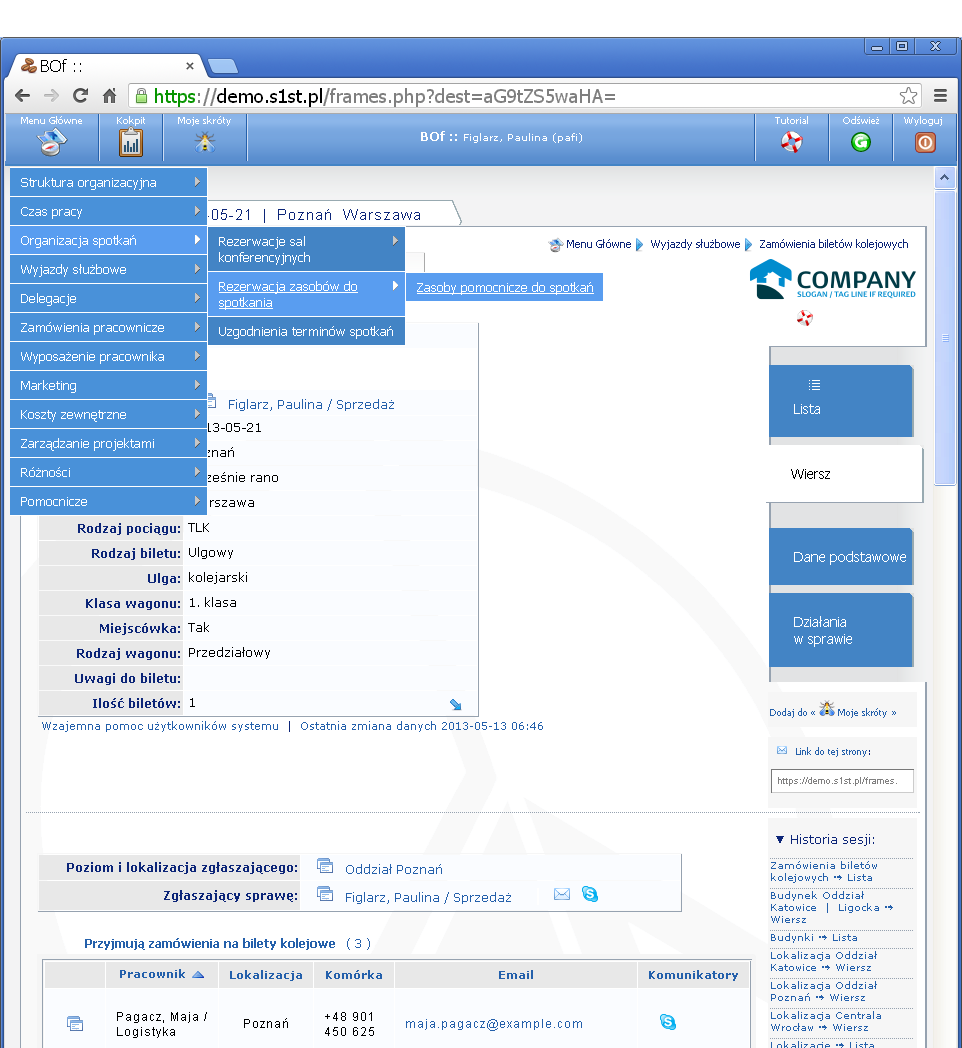 BOf ::
https://demo.s1st.pl/frames.php?dest=aG9tZS5waHA=
Menu Główne
Kokpit
Moje skróty
BOf :: Figlarz, Paulina (pafi)
Tutorial
Odśwież
Wyloguj
Struktura organizacyjna
Czas pracy
Organizacja spotkań
Wyjazdy służbowe
Delegacje
Zamówienia pracownicze
Wyposażenie pracownika
Marketing
Koszty zewnętrzne
Zarządzanie projektami
Różności
Pomocnicze
Rezerwacje sal
konferencyjnych
Rezerwacja zasobów do
spotkania
Uzgodnienia terminów spotkań
Zasoby pomocnicze do spotkań
-05-21 | Poznań Warszawa
Menu Główne Wyjazdy służbowe Zamówienia biletów kolejowych
COMPANY
SLOGAN / TAG LINE IF REQUIRED
Lista
Wiersz
Dane podstawowe
Działania
w sprawie
Figlarz, Paulina / Sprzedaż
13-05-21
znań
ześnie rano
rszawa
Rodzaj pociągu: TLK
Rodzaj biletu: Ulgowy
Ulga: kolejarski
Klasa wagonu: 1. klasa
Miejscówka: Tak
Rodzaj wagonu: Przedziałowy
Uwagi do biletu:
Ilość biletów: 1
Wzajemna pomoc użytkowników systemu | Ostatnia zmiana danych 2013-05-13 06:46
Dodaj do « Moje skróty »
Link do tej strony:
https://demo.s1st.pl/frames.
Poziom i lokalizacja zgłaszającego: Oddział Poznań
Zgłaszający sprawę: Figlarz, Paulina / Sprzedaż
Przyjmują zamówienia na bilety kolejowe ( 3 )
Pracownik Lokalizacja Komórka Email Komunikatory
Pagacz, Maja /
Logistyka
Poznań
+48 901
450 625
maja.pagacz@example.com
▼ Historia sesji:
Zamówienia biletów
kolejowych ➔ Lista
Budynek Oddział
Katowice | Ligocka ➔
Wiersz
Budynki ➔ Lista
Lokalizacja Oddział
Katowice ➔ Wiersz
Lokalizacja Oddział
Poznań ➔ Wiersz
Lokalizacja Centrala
Wrocław ➔ Wiersz
Lokalizacje ➔ Lista